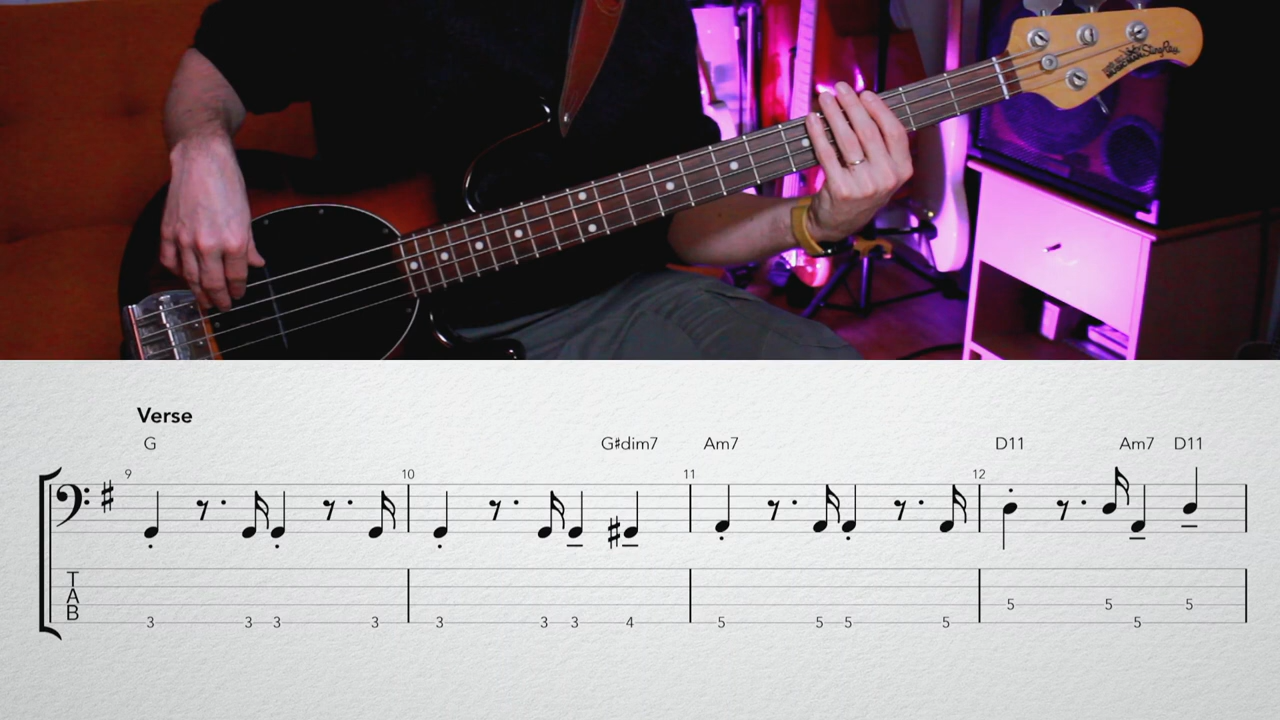 StingRay
Verse
G G♯dim7 Am7 D11 Am7 D11
9 10 11 12
T
A
B
5 5 5
3 3 3 3 3 3 3 4 5 5 5 5 5